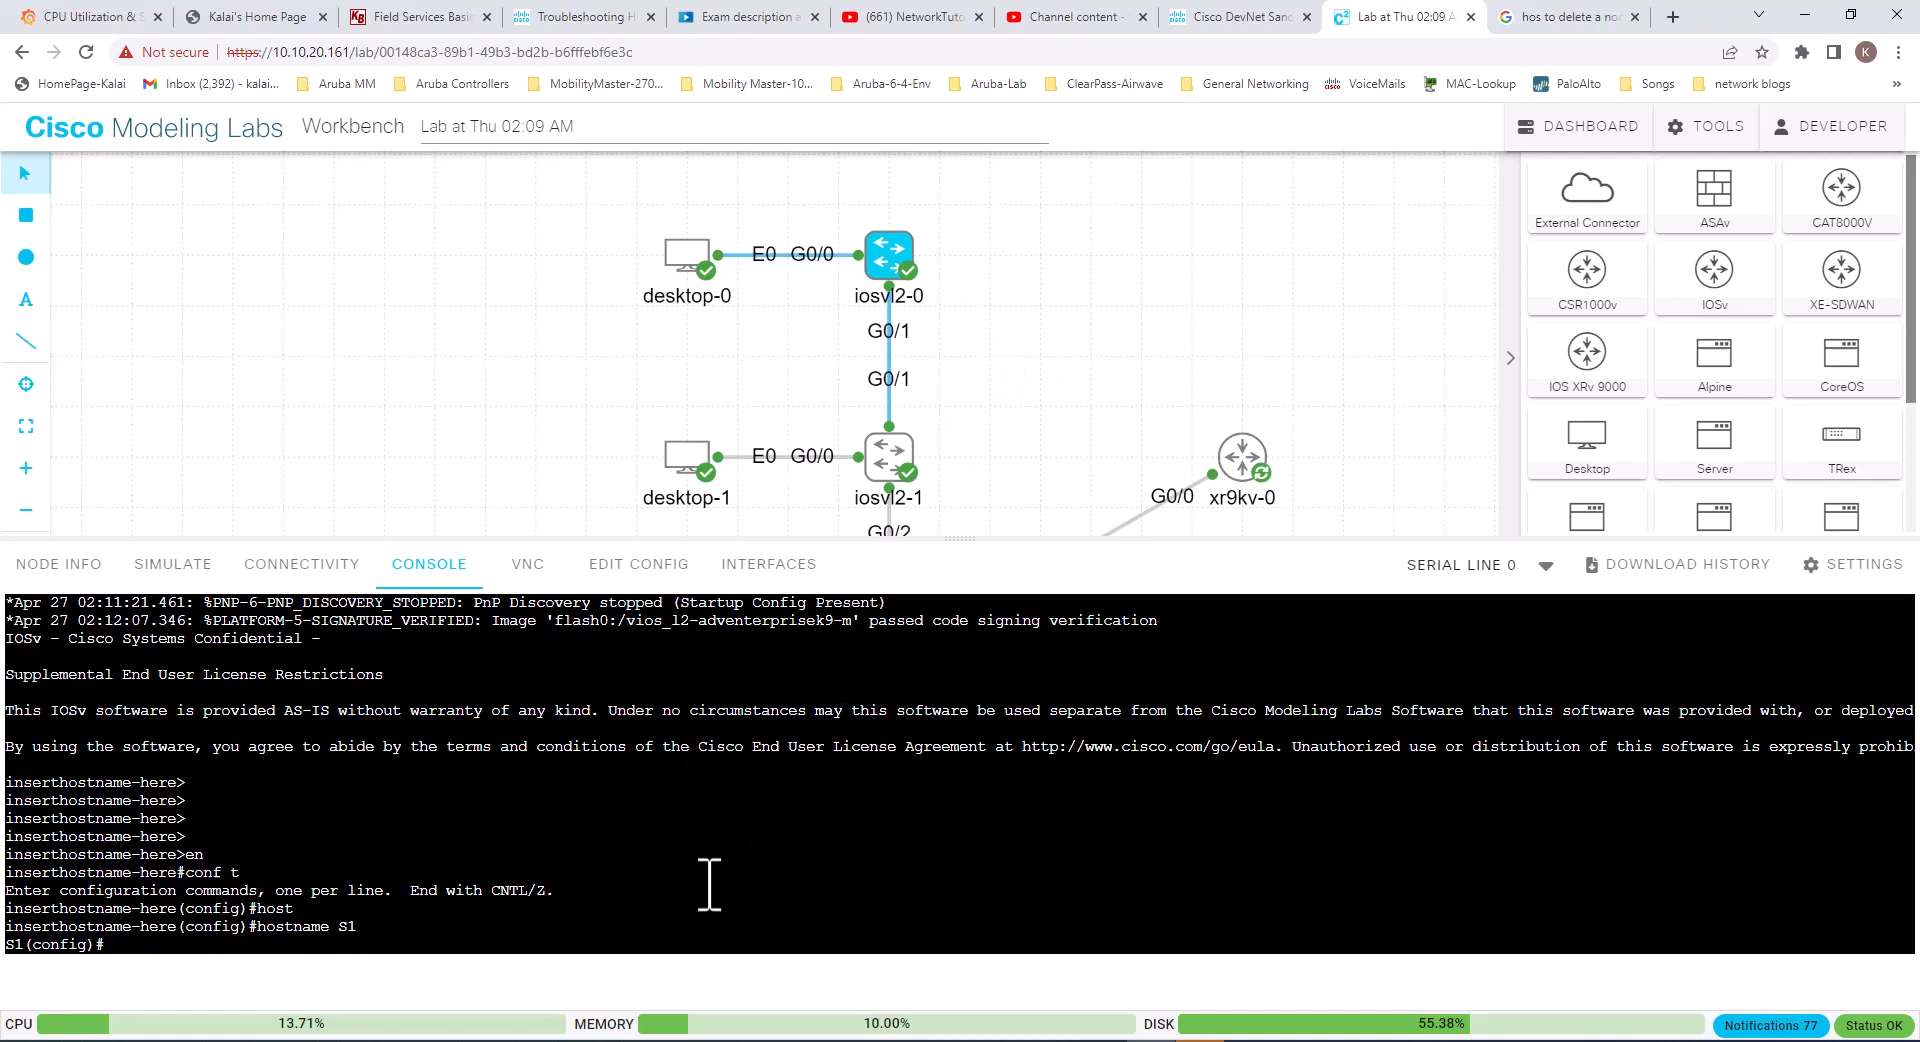 CPU Utilization & S
Kalai's Home Page
Field Services Basic
Troubleshooting H
Exam description a
(661) NetworkTuto
Channel content -
Cisco DevNet Sand
Lab at Thu 02:09 A
hos to delete a nod
Not secure
https://10.10.20.161/lab/00148ca3-89b1-49b3-bd2b-b6fffebf6e3c
K
HomePage-Kalai
Inbox (2,392) - kalai...
Aruba MM
Aruba Controllers
MobilityMaster-270...
Mobility Master-10...
Aruba-6-4-Env
Aruba-Lab
ClearPass-Airwave
General Networking
VoiceMails
MAC-Lookup
PaloAlto
Songs
network blogs
»
Cisco Modeling Labs
Workbench
Lab at Thu 02:09 AM
DASHBOARD
TOOLS
DEVELOPER
A
E0 G0/0
desktop-0
iosvl2-0
G0/1
G0/1
E0 G0/0
desktop-1
iosvl2-1
G0/2
G0/0
xr9kv-0
External Connector
ASAv
CAT8000V
CSR1000v
IOSv
XE-SDWAN
IOS XRv 9000
Alpine
CoreOS
Desktop
Server
TRex
NODE INFO
SIMULATE
CONNECTIVITY
CONSOLE
VNC
EDIT CONFIG
INTERFACES
SERIAL LINE 0
DOWNLOAD HISTORY
SETTINGS
*Apr 27 02:11:21.461: %PNP-6-PNP_DISCOVERY_STOPPED: PnP Discovery stopped (Startup Config Present)
*Apr 27 02:12:07.346: %PLATFORM-5-SIGNATURE_VERIFIED: Image 'flash0:/vios_l2-adventerprisek9-m' passed code signing verification
IOSv - Cisco Systems Confidential -
Supplemental End User License Restrictions
This IOSv software is provided AS-IS without warranty of any kind. Under no circumstances may this software be used separate from the Cisco Modeling Labs Software that this software was provided with, or deployed
By using the software, you agree to abide by the terms and conditions of the Cisco End User License Agreement at http://www.cisco.com/go/eula. Unauthorized use or distribution of this software is expressly prohib
inserthostname-here>
inserthostname-here>
inserthostname-here>
inserthostname-here>
inserthostname-here>en
inserthostname-here#conf t
Enter configuration commands, one per line.  End with CNTL/Z.
inserthostname-here(config)#host
inserthostname-here(config)#hostname S1
S1(config)#
CPU
13.71%
MEMORY
10.00%
DISK
55.38%
Notifications 77
Status OK